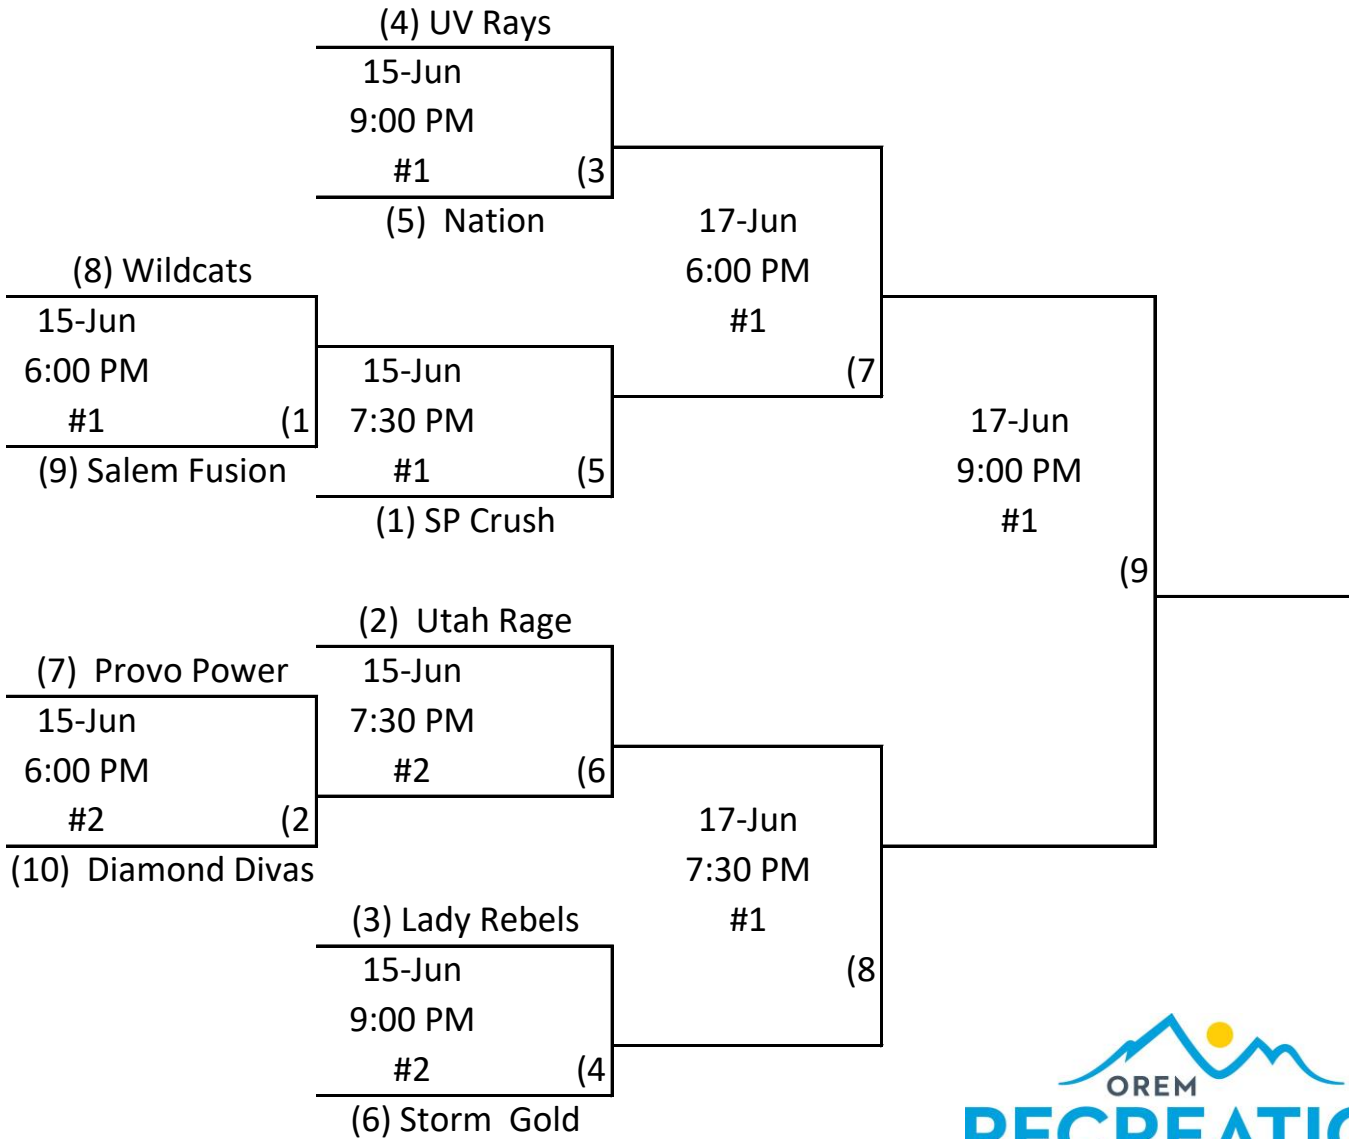 (4) UV Rays
15-Jun
9:00 PM
#1 (3
(5) Nation
17-Jun
6:00 PM
#1
(7
(8) Wildcats
15-Jun
6:00 PM
#1 (1
(9) Salem Fusion
15-Jun
7:30 PM
#1 (5
(1) SP Crush
17-Jun
9:00 PM
#1
(9
(2) Utah Rage
15-Jun
7:30 PM
#2 (6
(7) Provo Power
15-Jun
6:00 PM
#2 (2
(10) Diamond Divas
17-Jun
7:30 PM
#1
(8
(3) Lady Rebels
15-Jun
9:00 PM
#2 (4
(6) Storm Gold
OREM
RECREATIO